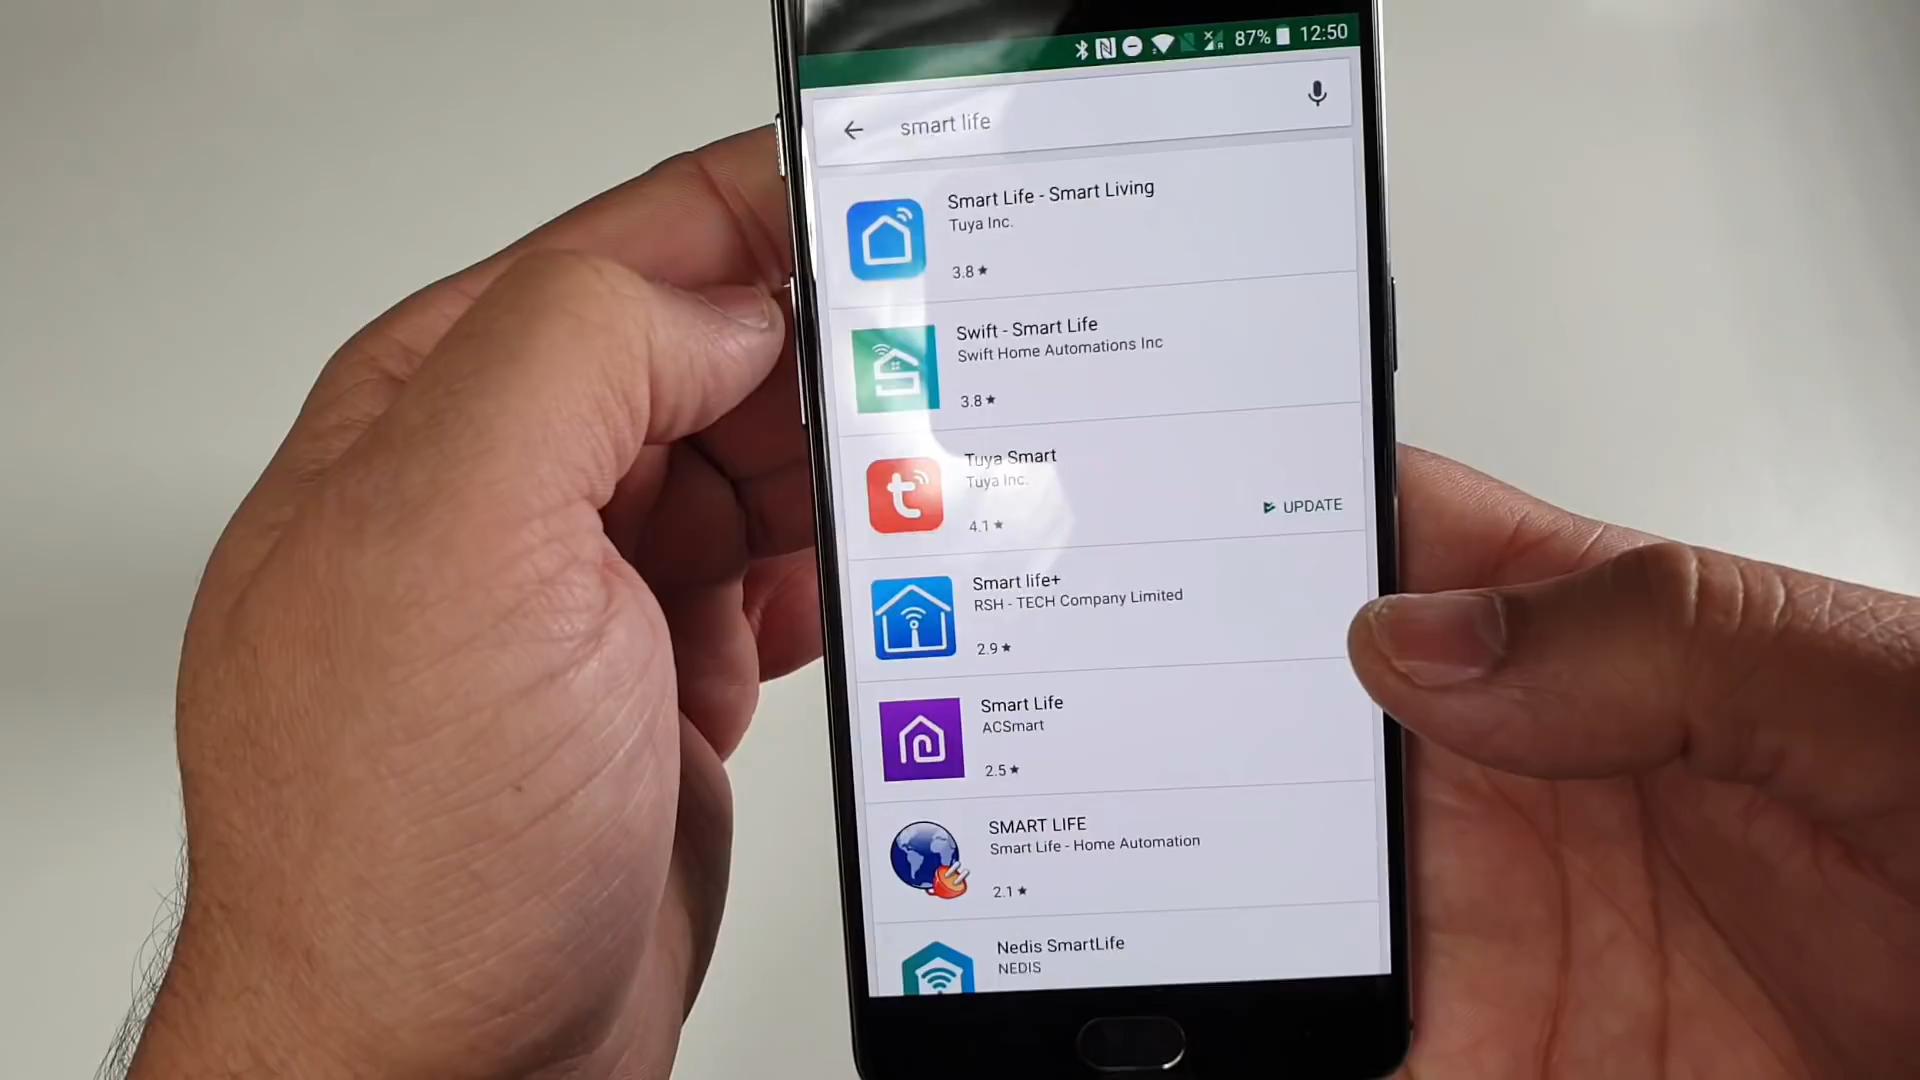 87% 12:50
smart life
Smart Life - Smart Living
Tuya Inc.
3.8 ★
Swift - Smart Life
Swift Home Automations Inc
3.8 ★
Tuya Smart
Tuya Inc.
4.1 ★
UPDATE
Smart life+
RSH - TECH Company Limited
2.9 ★
Smart Life
ACSmart
2.5 ★
SMART LIFE
Smart Life - Home Automation
2.1 ★
Nedis SmartLife
NEDIS